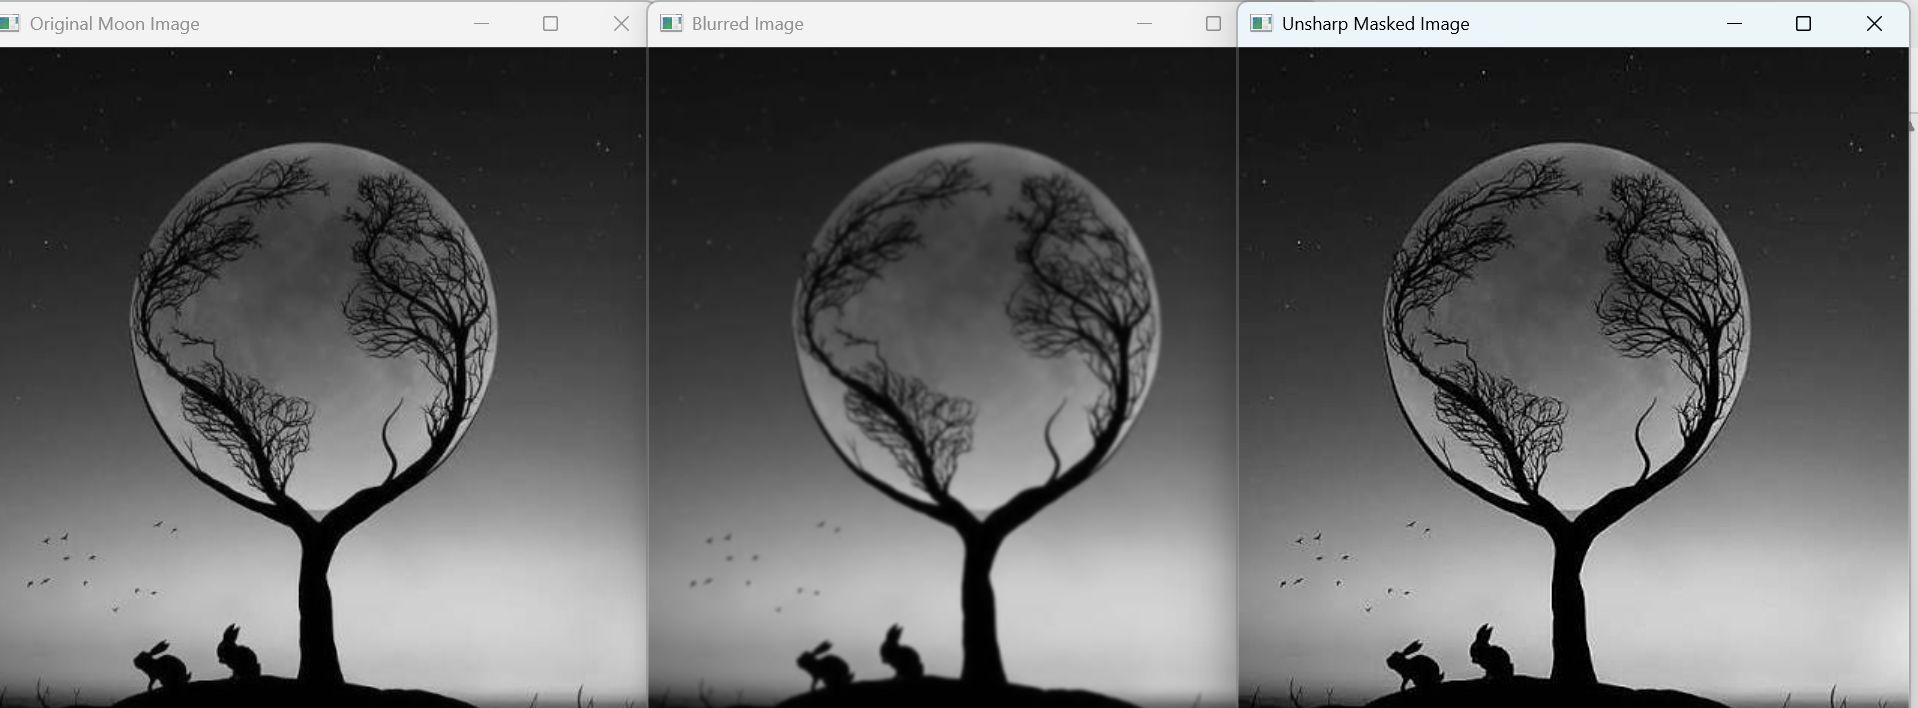 Original Moon Image
Blurred Image
Unsharp Masked Image